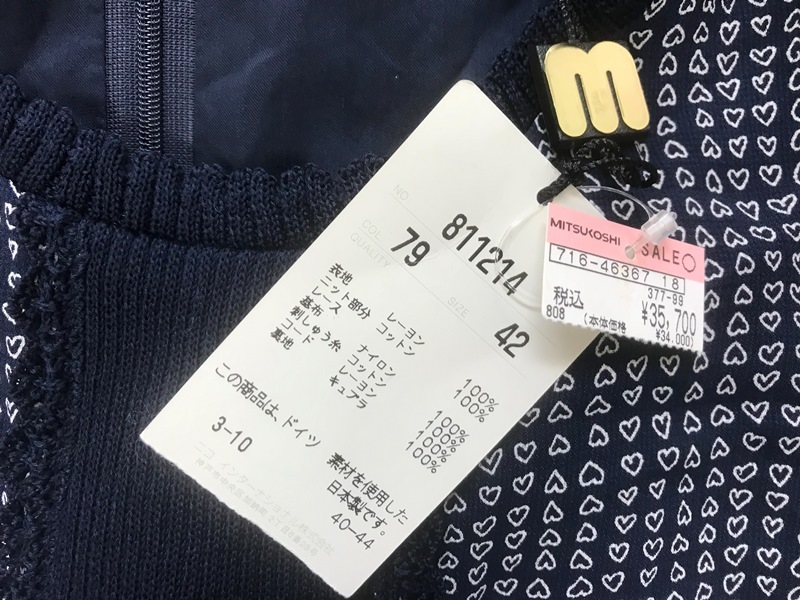 NO
811214
COL
79
QUALITY
SIZE
42
表地 レーヨン 100%
ニット部分 コットン 100%
レース
基布 ナイロン 100%
刺しゅう糸 コットン 100%
コード レーヨン 100%
裏地 キュプラ 100%
この商品は、ドイツ 素材を使用した
日本製です。
3-10
40-44
m
MITSUKOSHI SALE〇
716-46367 18
377-99
税込 ¥35,700
808 (本体価格
¥34,000)